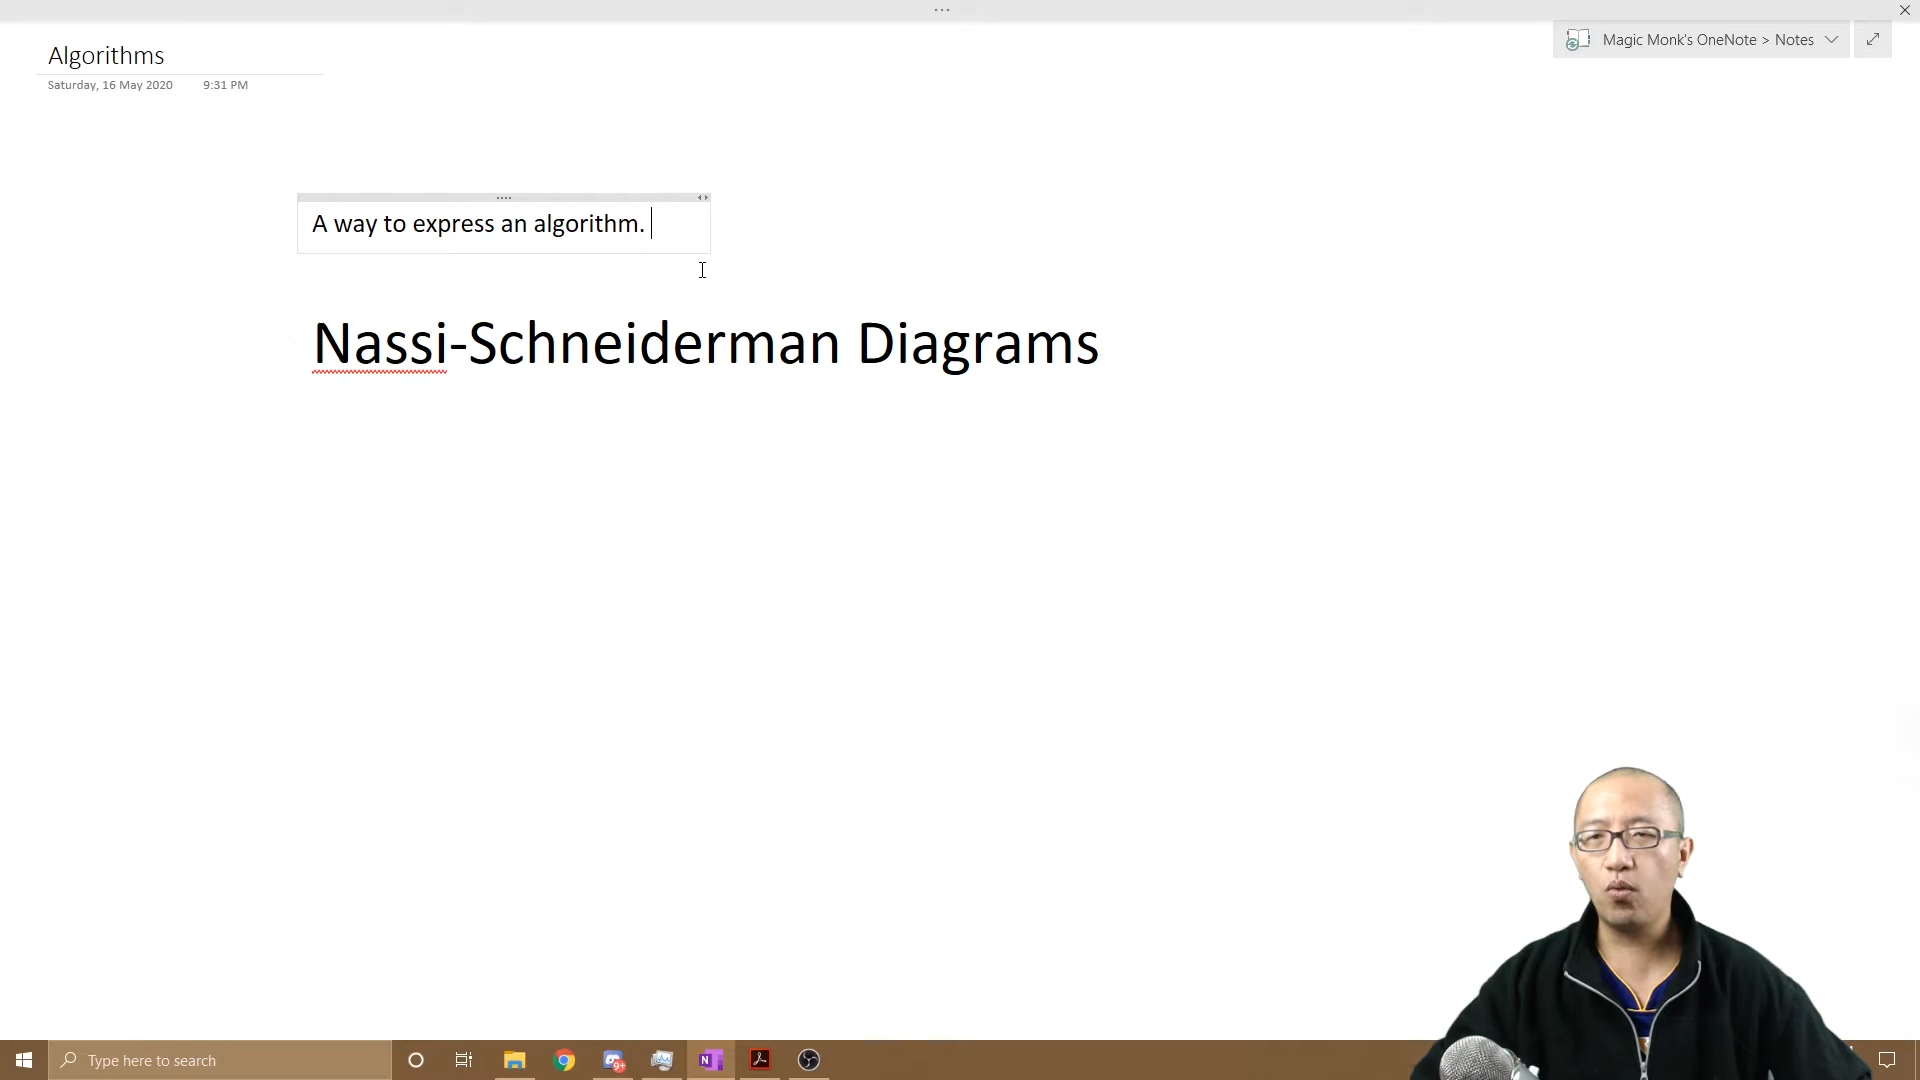 Algorithms
Saturday, 16 May 2020 9:31 PM
Magic Monk's OneNote > Notes
A way to express an algorithm.
Nassi-Schneiderman Diagrams
Type here to search
9+
N